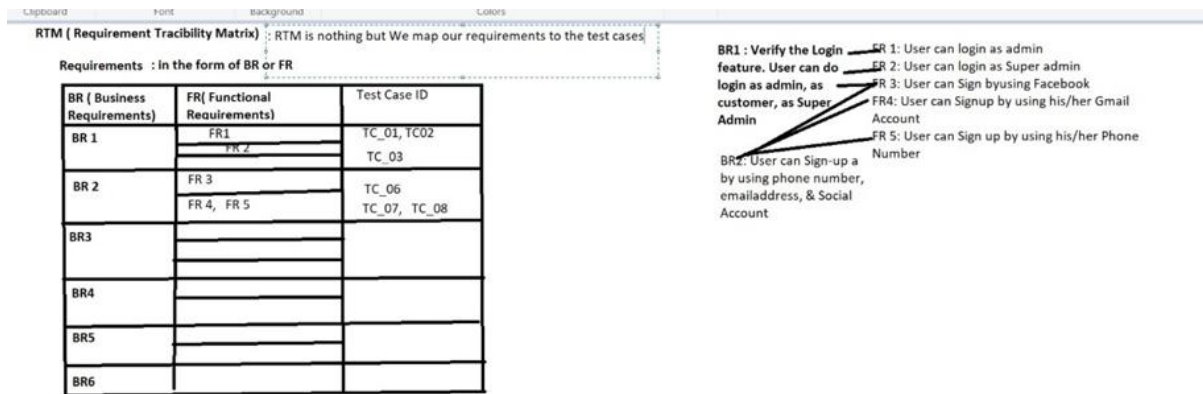 Clipboard
Font
Background
Colors
RTM ( Requirement Tracibility Matrix) : RTM is nothing but We map our requirements to the test cases
Requirements : in the form of BR or FR
BR ( Business Requirements)
FR( Functional Requirements)
Test Case ID
BR 1
FR1
TC_01, TC02
FR 2
TC_03
BR 2
FR 3
TC_06
FR 4, FR 5
TC_07, TC_08
BR3
BR4
BR5
BR6
BR1 : Verify the Login
feature. User can do
login as admin, as
customer, as Super
Admin
BR2: User can Sign-up a
by using phone number,
emailaddress, & Social
Account
FR 1: User can login as admin
FR 2: User can login as Super admin
FR 3: User can Sign byusing Facebook
FR4: User can Signup by using his/her Gmail
Account
FR 5: User can Sign up by using his/her Phone
Number